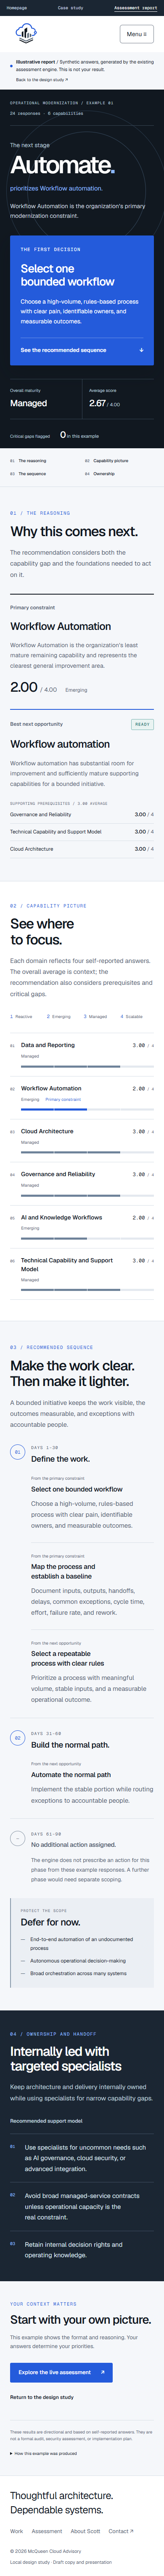 Homepage Case study Assessment report
Menu
Illustrative report / Synthetic answers, generated by the existing
assessment engine. This is not your result.
Back to the design study ↗
OPERATIONAL MODERNIZATION / EXAMPLE 01
24 responses · 6 capabilities
The next stage
Automate.
prioritizes Workflow automation.
Workflow Automation is the organization's primary
modernization constraint.
THE FIRST DECISION
Select one
bounded workflow
Choose a high-volume, rules-based process
with clear pain, identifiable owners, and
measurable outcomes.
See the recommended sequence ↓
Overall maturity
Managed
Average score
2.67 / 4.00
Critical gaps flagged 0 in this example
01 The reasoning
02 Capability picture
03 The sequence
04 Ownership
01 / THE REASONING
Why this comes next.
The recommendation considers both the
capability gap and the foundations needed to act
on it.
Primary constraint
Workflow Automation
Workflow Automation is the organization's least
mature remaining capability and represents the
clearest general improvement area.
2.00 / 4.00 Emerging
Best next opportunity READY
Workflow automation
Workflow automation has substantial room for
improvement and sufficiently mature supporting
capabilities for a bounded initiative.
SUPPORTING PREREQUISITES / 3.00 AVERAGE
Governance and Reliability 3.00 / 4
Technical Capability and Support Model 3.00 / 4
Cloud Architecture 3.00 / 4
02 / CAPABILITY PICTURE
See where
to focus.
Each domain reflects four self-reported answers.
The overall average is context; the
recommendation also considers prerequisites and
critical gaps.
1 Reactive 2 Emerging 3 Managed 4 Scalable
01 Data and Reporting 3.00 / 4
Managed
02 Workflow Automation 2.00 / 4
Emerging Primary constraint
03 Cloud Architecture 3.00 / 4
Managed
04 Governance and Reliability 3.00 / 4
Managed
05 AI and Knowledge Workflows 2.00 / 4
Emerging
06 Technical Capability and Support
Model 3.00 / 4
Managed
03 / RECOMMENDED SEQUENCE
Make the work clear.
Then make it lighter.
A bounded initiative keeps the workflow, controls,
outcomes measurable, and exceptions with
accountable people.
01 DAYS 1-30
Define the work.
From the primary constraint
Select one bounded workflow
Choose a high-volume, rules-based
process with clear pain, identifiable
owners, and measurable outcomes.
From the primary constraint
Map the process and
establish a baseline
Document inputs, outputs, handoffs,
delays, common exceptions, cycle time,
effort, failure rate, and rework.
From the next opportunity
Select a repeatable
process with clear rules
Prioritize a process with meaningful
volume, stable inputs, and a measurable
operational outcome.
02 DAYS 31-60
Build the normal path.
From the next opportunity
Automate the normal path
Implement the stable portion while routing
exceptions to accountable people.
— DAYS 61-90
No additional action assigned.
The engine does not prescribe an action for this
phase from these example responses. A further
phase would need separate scoping.
PROTECT THE SCOPE
Defer for now.
— End-to-end automation of an undocumented
process
— Autonomous operational decision-making
— Broad orchestration across many systems
04 / OWNERSHIP AND HANDOFF
Internally led with
targeted specialists
Keep architecture and delivery internally owned
while using specialists for narrow capability gaps.
Recommended support model
01 Use specialists for uncommon needs such
as AI governance, cloud security, or
advanced integration.
02 Avoid broad managed-service contracts
unless operational capacity is the
real constraint.
03 Retain internal decision rights and
operating knowledge.
YOUR CONTEXT MATTERS
Start with your own picture.
This example shows the format and reasoning. Your
answers determine your priorities.
Explore the live assessment ↗
Return to the design study
These results are directional and based on self-reported answers. They are
not a formal audit, security assessment, or implementation plan.
▶ How this example was produced
Thoughtful architecture.
Dependable systems.
Work Assessment About Scott Contact ↗
© 2026 McQueen Cloud Advisory
Local design study · Draft copy and presentation